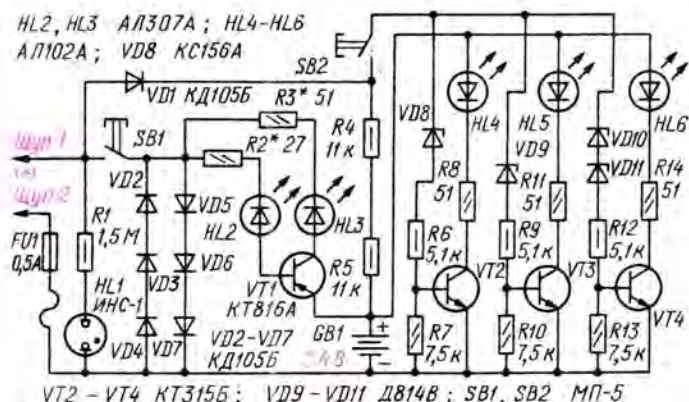 HL2, HL3 АЛ307А; HL4-HL6
АЛ102А; VD8 КС156А
SB2
VD1 КД105Б
R3* 51
Щуп 1
SB1
R2* 27
R4
11 к
VD8
HL4
HL5
HL6
VD9
VD10
VD11
R14
51
R8
51
R11
51
Щуп 2
VD2
VD5
HL2
HL3
FU1
0,5А
R1
1,5 М
VD3
VD6
R6
5,1к
VT2
R9
5,1к
VT3
R12
5,1к
VT4
HL1
ИНС-1
VT1
КТ816А
R5
11 к
VD4
VD7
VD2-VD7
КД105Б
GB1
+
−
R7
7,5 к
R10
7,5 к
R13
7,5 к
VT2 – VT4 КТ315Б; VD9 – VD11 Д814В; SB1, SB2 МП-5